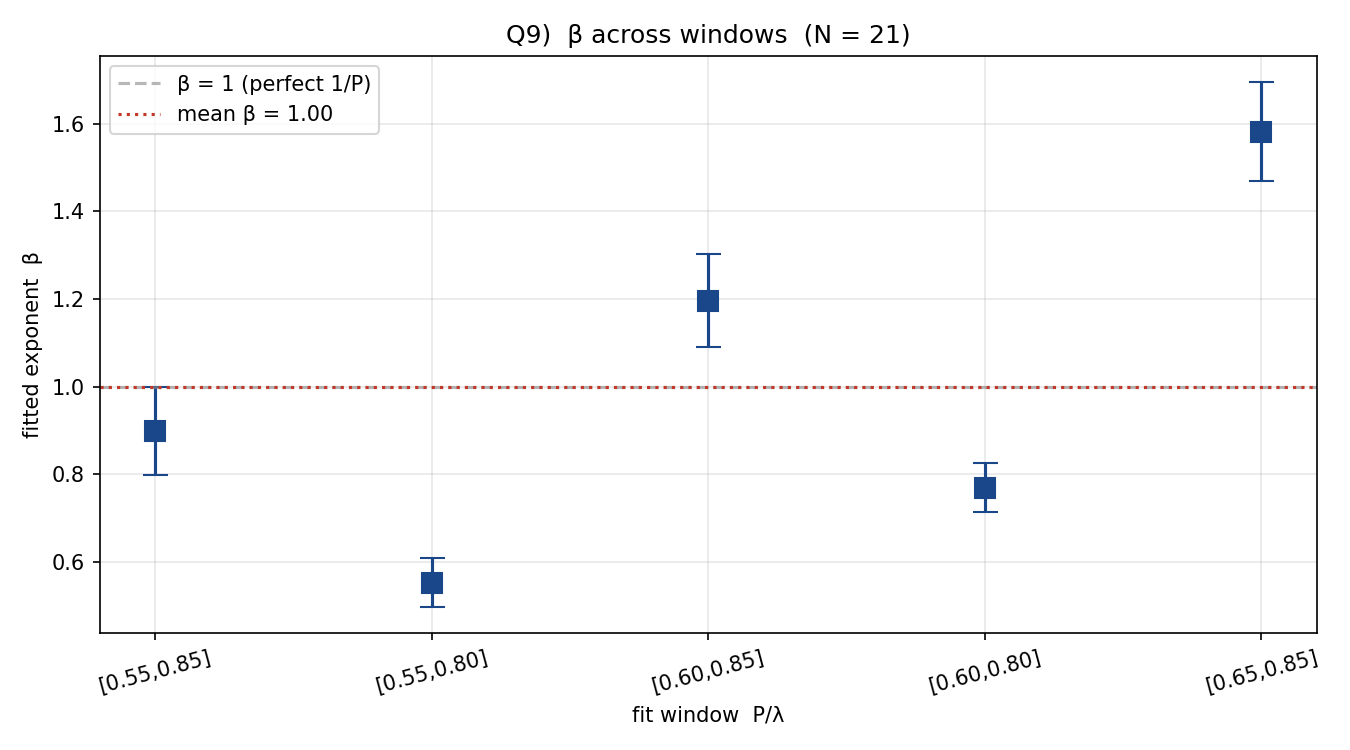 Q9)  β across windows  (N = 21)
β = 1 (perfect 1/P)
mean β = 1.00
fitted exponent  β
1.6
1.4
1.2
1.0
0.8
0.6
[0.55,0.85]
[0.55,0.80]
[0.60,0.85]
[0.60,0.80]
[0.65,0.85]
fit window  P/λ